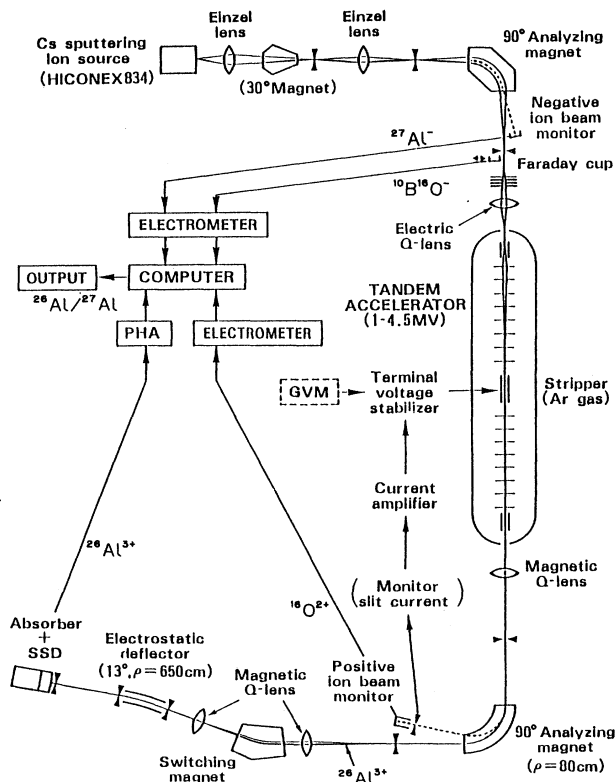 Cs sputtering
Ion source
(HICONEX834)
Einzel
lens
(30°Magnet)
Einzel
lens
90°Analyzing
magnet
Negative
ion beam
monitor
Faraday cup
²⁷Al⁻
¹⁰B¹⁶O⁻
Electric
Q-lens
ELECTROMETER
OUTPUT
COMPUTER
²⁶Al/²⁷Al
PHA
ELECTROMETER
TANDEM
ACCELERATOR
(1-4.5MV)
GVM
Terminal
voltage
stabilizer
Stripper
(Ar gas)
Current
amplifier
Magnetic
Q-lens
(Monitor
slit current)
²⁶Al³⁺
¹⁶O²⁺
Absorber
+
SSD
Electrostatic
deflector
(13°,ρ=650cm)
Magnetic
Q-lens
Positive
ion beam
monitor
Switching
magnet
²⁶Al³⁺
90°Analyzing
magnet
(ρ=80cm)